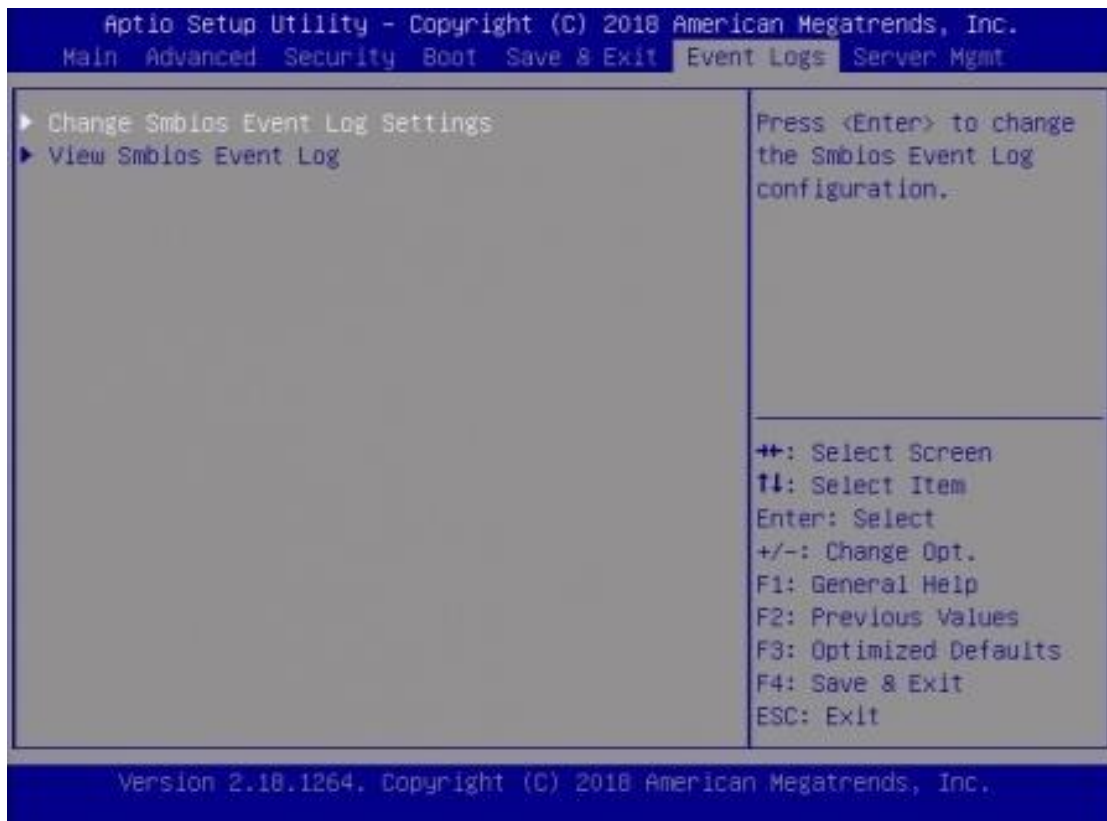 Aptio Setup Utility – Copyright (C) 2018 American Megatrends, Inc.
Main Advanced Security Boot Save & Exit Event Logs Server Mgmt
▶ Change Smbios Event Log Settings
▶ View Smbios Event Log
Press <Enter> to change
the Smbios Event Log
configuration.
→←: Select Screen
↑↓: Select Item
Enter: Select
+/-: Change Opt.
F1: General Help
F2: Previous Values
F3: Optimized Defaults
F4: Save & Exit
ESC: Exit
Version 2.18.1264. Copyright (C) 2018 American Megatrends, Inc.